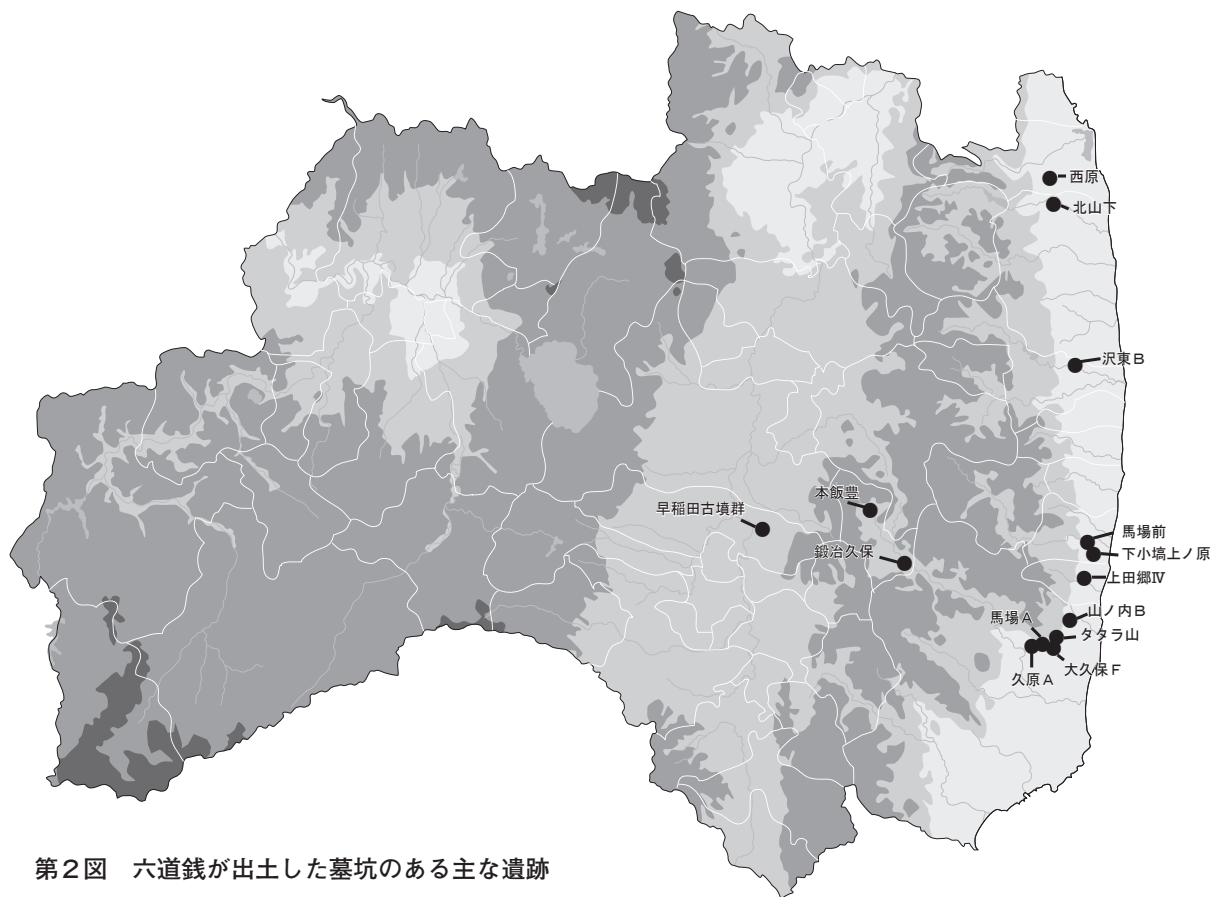 西原
北山下
沢東B
早稲田古墳群
本飯豊
鍛冶久保
馬場前
下小塙上ノ原
上田郷Ⅳ
山ノ内B
馬場A
タタラ山
大久保F
久原A
第2図 六道銭が出土した墓坑のある主な遺跡